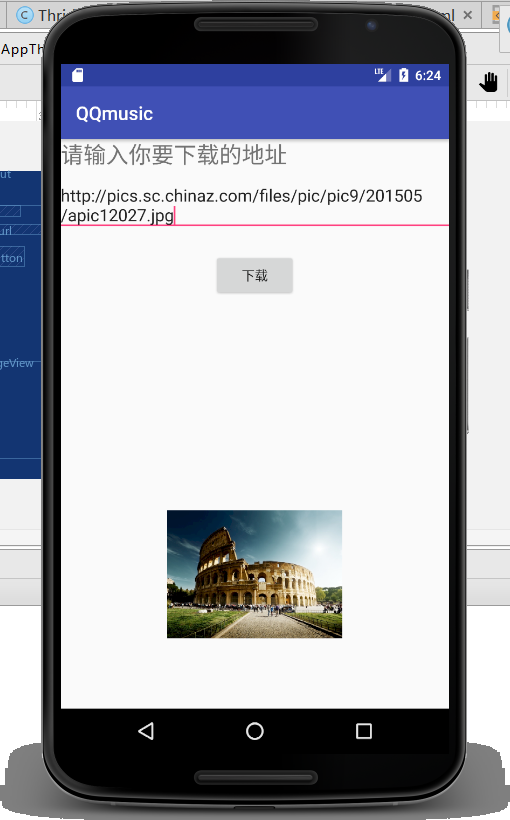 Thri
ml
AppTh
LTE
6:24
QQmusic
请输入你要下载的地址
http://pics.sc.chinaz.com/files/pic/pic9/201505
/apic12027.jpg
下载
ut
url
tton
geView